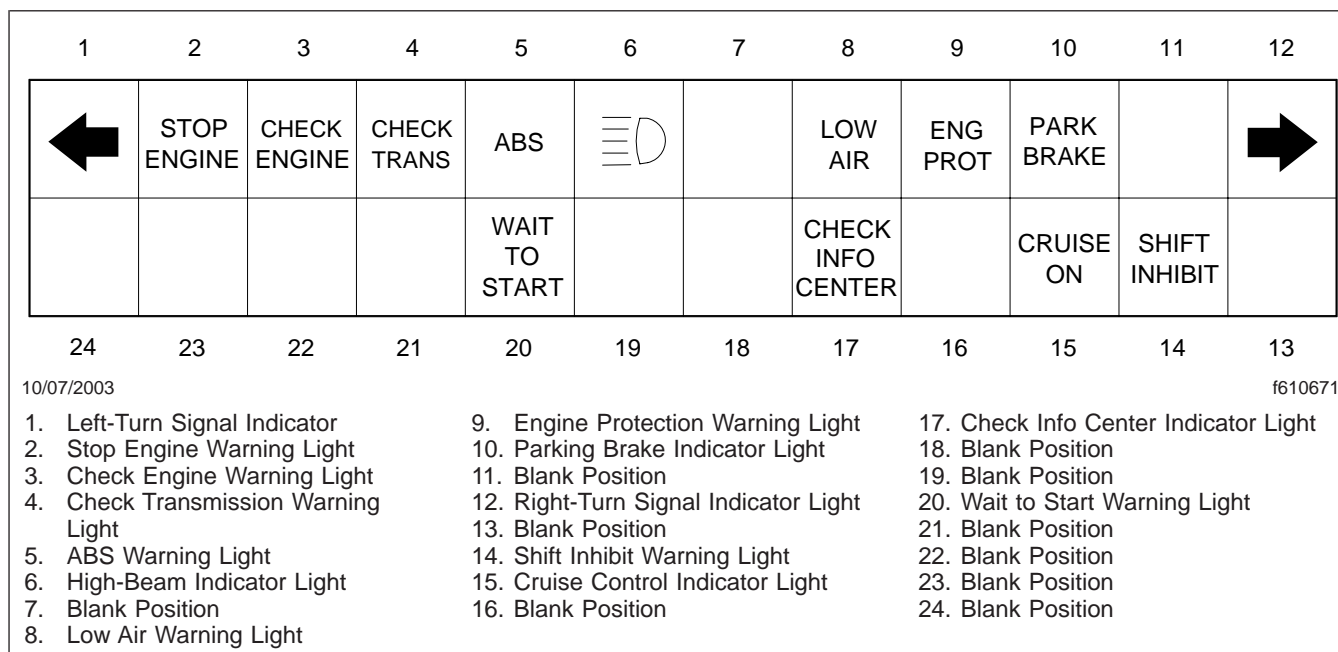 1 2 3 4 5 6 7 8 9 10 11 12
STOP ENGINE
CHECK ENGINE
CHECK TRANS
ABS
LOW AIR
ENG PROT
PARK BRAKE
WAIT TO START
CHECK INFO CENTER
CRUISE ON
SHIFT INHIBIT
24 23 22 21 20 19 18 17 16 15 14 13
10/07/2003 f610671
1. Left-Turn Signal Indicator
2. Stop Engine Warning Light
3. Check Engine Warning Light
4. Check Transmission Warning
Light
5. ABS Warning Light
6. High-Beam Indicator Light
7. Blank Position
8. Low Air Warning Light
9. Engine Protection Warning Light
10. Parking Brake Indicator Light
11. Blank Position
12. Right-Turn Signal Indicator Light
13. Blank Position
14. Shift Inhibit Warning Light
15. Cruise Control Indicator Light
16. Blank Position
17. Check Info Center Indicator Light
18. Blank Position
19. Blank Position
20. Wait to Start Warning Light
21. Blank Position
22. Blank Position
23. Blank Position
24. Blank Position